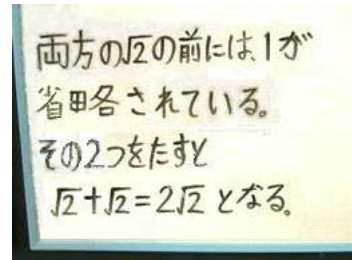 両方の√2の前には、1が
省略されている。
その2つをたすと
√2+√2=2√2となる。